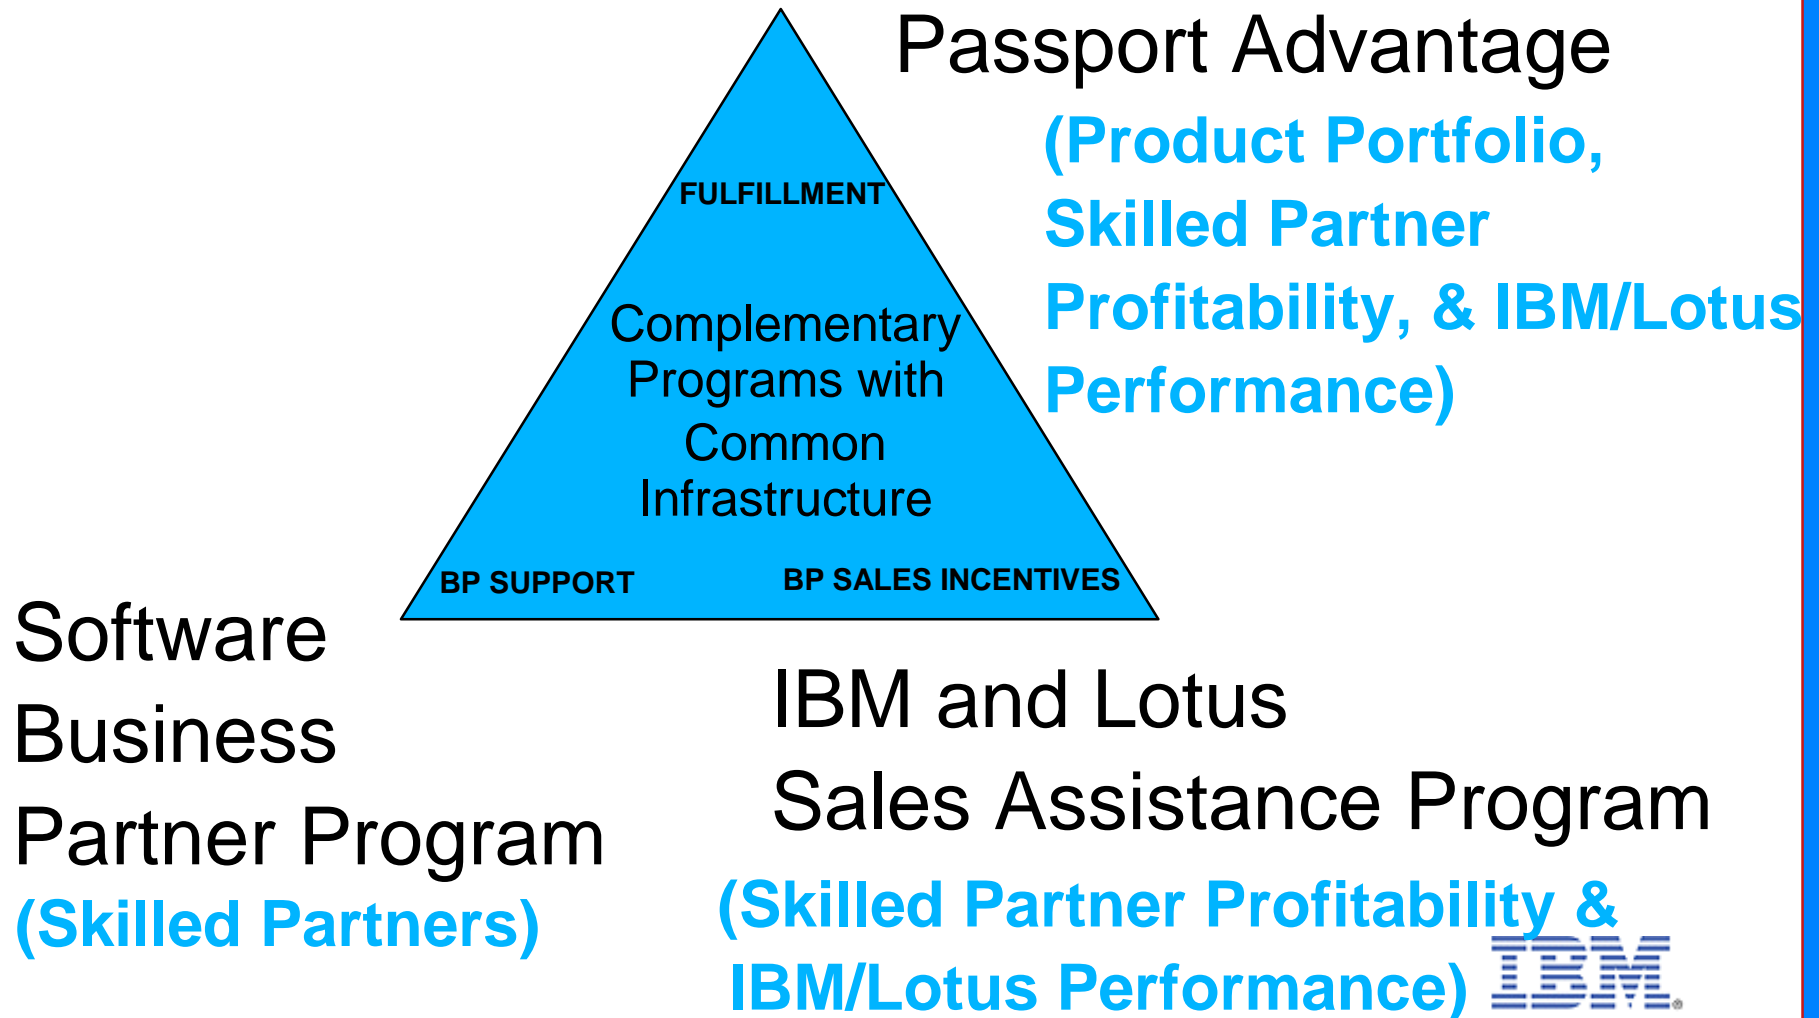 Passport Advantage
(Product Portfolio,
Skilled Partner
Profitability, & IBM/Lotus
Performance)
FULFILLMENT
Complementary
Programs with
Common
Infrastructure
BP SUPPORT
BP SALES INCENTIVES
Software
Business
Partner Program
(Skilled Partners)
IBM and Lotus
Sales Assistance Program
(Skilled Partner Profitability &
IBM/Lotus Performance)
IBM